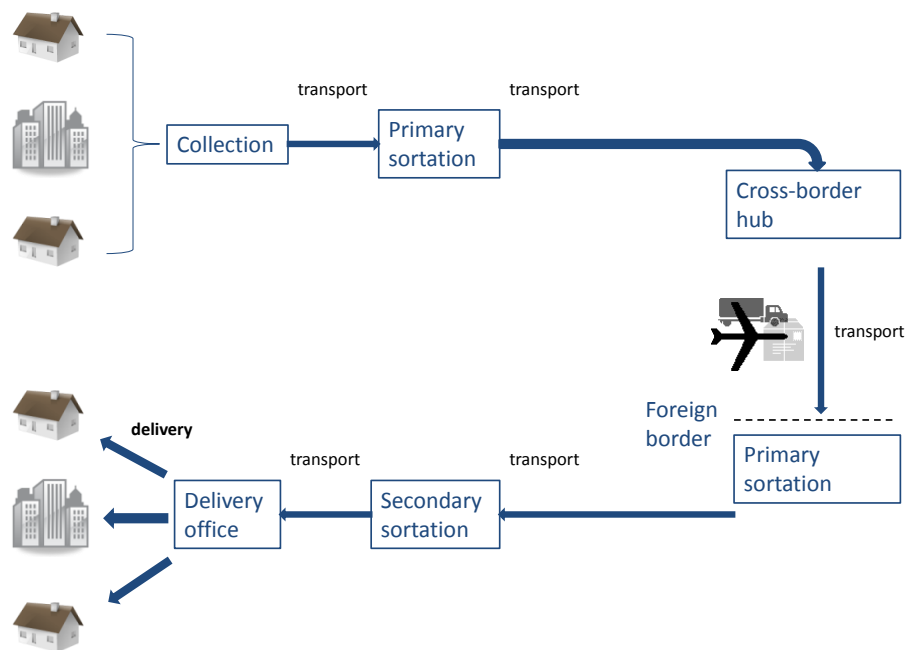 transport
transport
Collection
Primary
sortation
Cross-border
hub
transport
Foreign
border
Primary
sortation
transport
transport
Secondary
sortation
Delivery
office
delivery